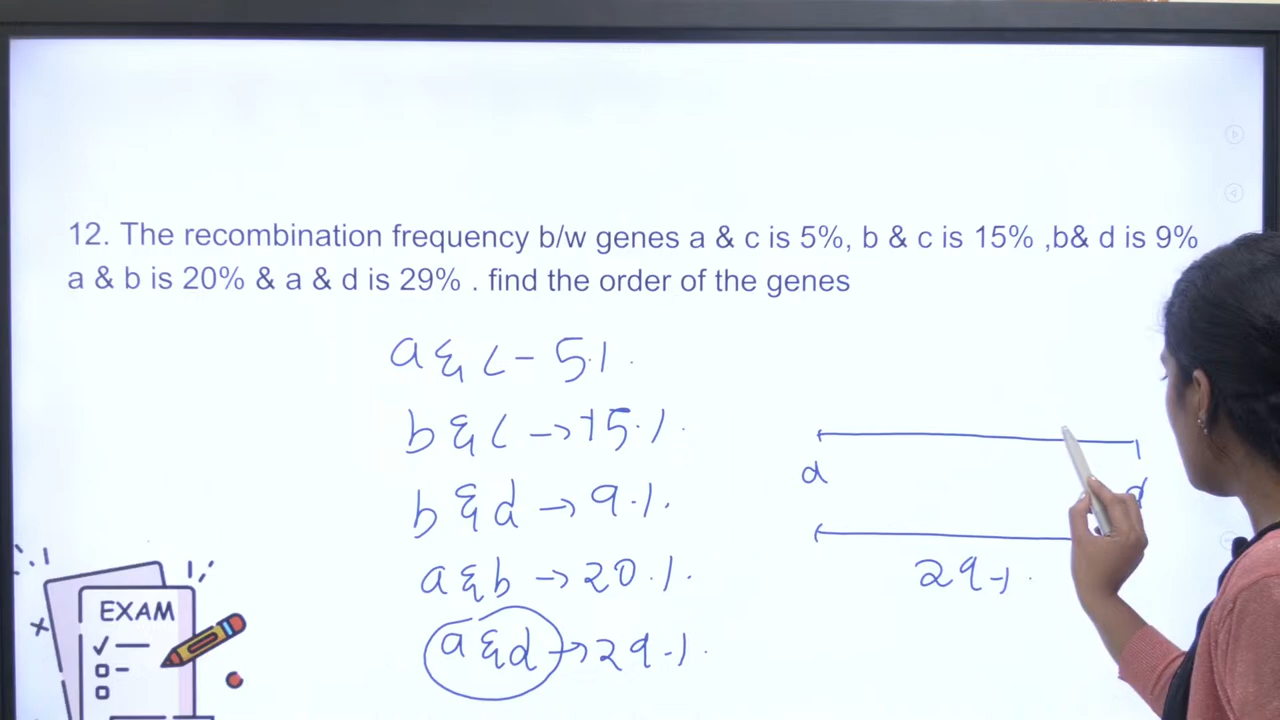 12. The recombination frequency b/w genes a & c is 5%, b & c is 15% ,b& d is 9%
a & b is 20% & a & d is 29% . find the order of the genes
a & c - 5%.
b & c → 15%.
b & d → 9%.
a & b → 20%.
a & d → 29%.
a d
29%.
EXAM